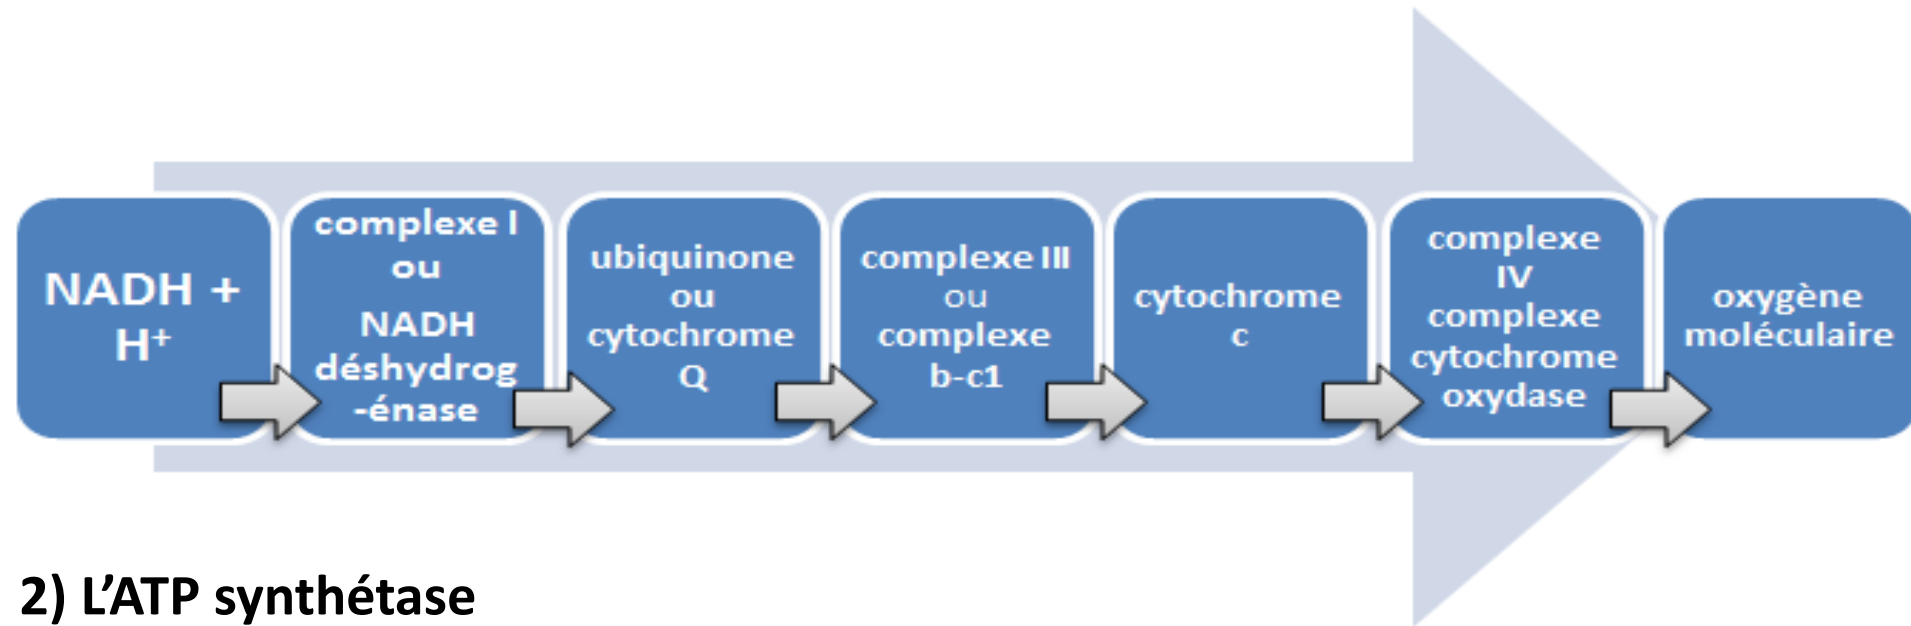 NADH +
H⁺
complexe I
ou
NADH
déshydrog
-énase
ubiquinone
ou
cytochrome
Q
complexe III
ou
complexe
b-c1
cytochrome
c
complexe
IV
complexe
cytochrome
oxydase
oxygène
moléculaire
2) L’ATP synthétase